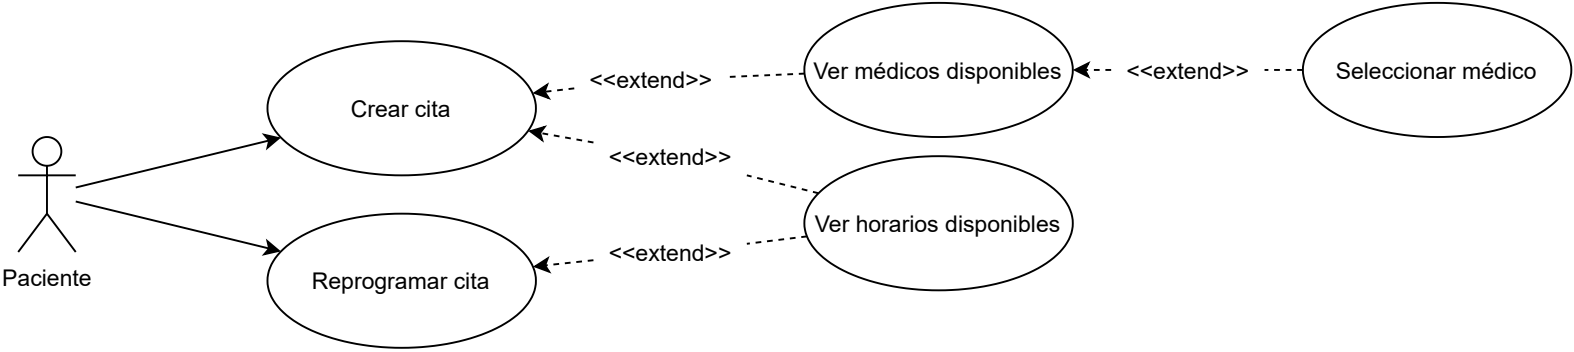 Paciente
Crear cita
Reprogramar cita
<<extend>>
<<extend>>
<<extend>>
Ver médicos disponibles
Ver horarios disponibles
<<extend>>
Seleccionar médico